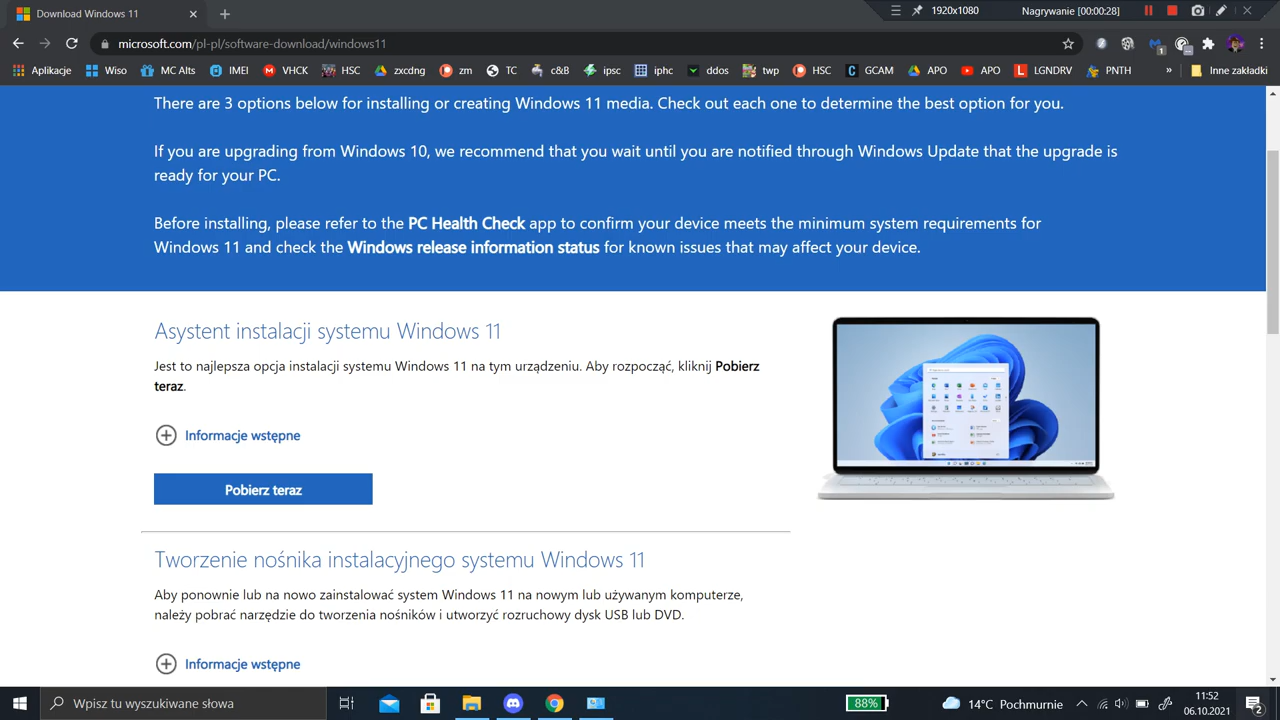 Download Windows 11
1920x1080
Nagrywanie [00:00:28]
microsoft.com/pl-pl/software-download/windows11
1
Aplikacje
Wiso
MC Alts
IMEI
VHCK
HSC
zxcdng
zm
TC
c&B
ipsc
iphc
ddos
twp
HSC
GCAM
APO
APO
LGNDRV
PNTH
»
Inne zakładki
There are 3 options below for installing or creating Windows 11 media. Check out each one to determine the best option for you.
If you are upgrading from Windows 10, we recommend that you wait until you are notified through Windows Update that the upgrade is
ready for your PC.
Before installing, please refer to the PC Health Check app to confirm your device meets the minimum system requirements for
Windows 11 and check the Windows release information status for known issues that may affect your device.
Asystent instalacji systemu Windows 11
Jest to najlepsza opcja instalacji systemu Windows 11 na tym urządzeniu. Aby rozpocząć, kliknij Pobierz
teraz.
Informacje wstępne
Pobierz teraz
Tworzenie nośnika instalacyjnego systemu Windows 11
Aby ponownie lub na nowo zainstalować system Windows 11 na nowym lub używanym komputerze,
należy pobrać narzędzie do tworzenia nośników i utworzyć rozruchowy dysk USB lub DVD.
Informacje wstępne
Wpisz tu wyszukiwane słowa
88%
14°C Pochmurnie
11:52
06.10.2021
2